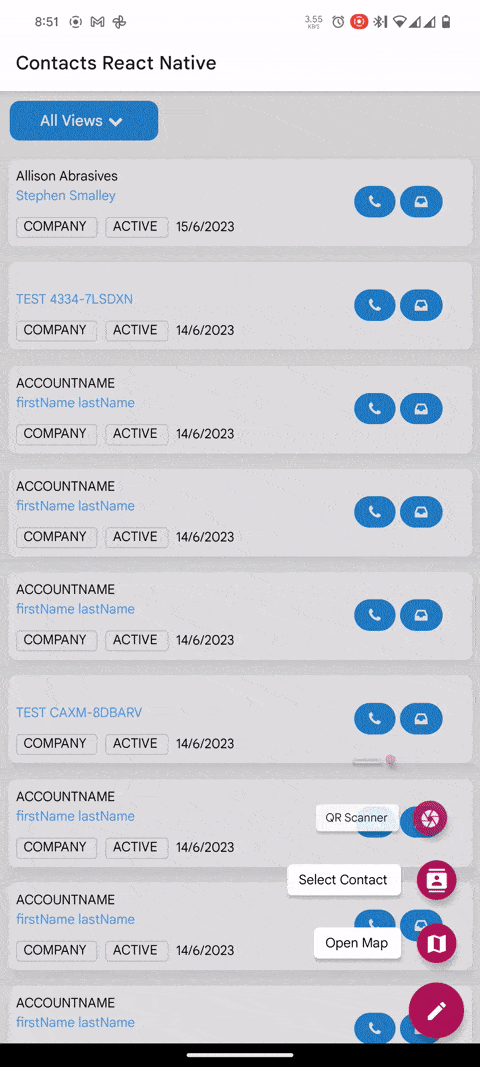 8:51
3.55
KB/S
Contacts React Native
All Views
Allison Abrasives
Stephen Smalley
COMPANY ACTIVE 15/6/2023
TEST 4334-7LSDXN
COMPANY ACTIVE 14/6/2023
ACCOUNTNAME
firstName lastName
COMPANY ACTIVE 14/6/2023
ACCOUNTNAME
firstName lastName
COMPANY ACTIVE 14/6/2023
ACCOUNTNAME
firstName lastName
COMPANY ACTIVE 14/6/2023
TEST CAXM-8DBARV
COMPANY ACTIVE 14/6/2023
ACCOUNTNAME
firstName lastName
QR Scanner
COMPANY ACTIVE 14/6/2023
Select Contact
ACCOUNTNAME
firstName lastName
Open Map
COMPANY ACTIVE 14/6/2023
ACCOUNTNAME
firstName lastName